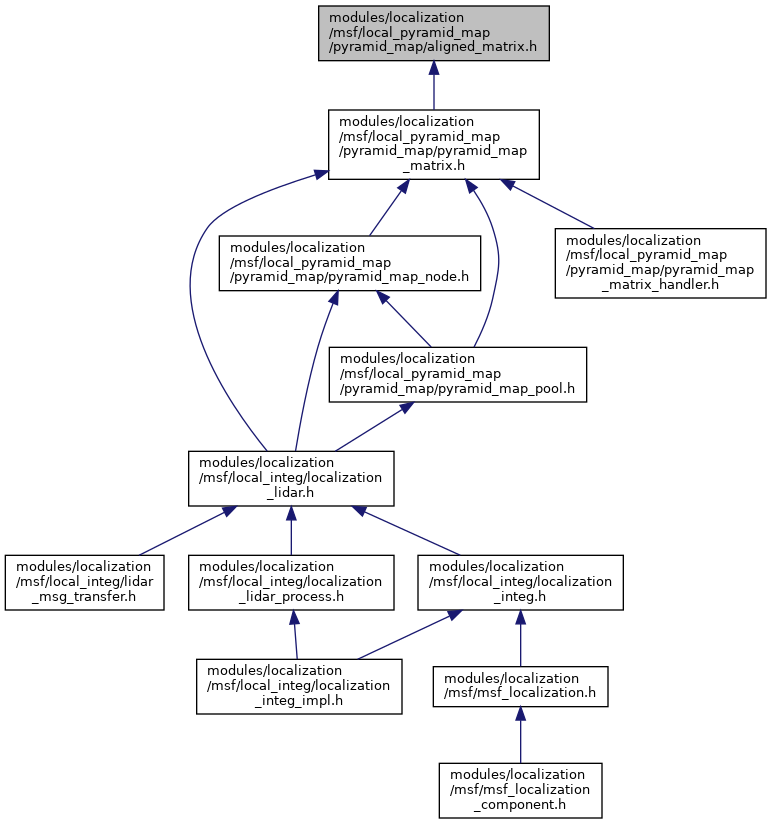 modules/localization
/msf/local_pyramid_map
/pyramid_map/aligned_matrix.h
modules/localization
/msf/local_pyramid_map
/pyramid_map/pyramid_map
_matrix.h
modules/localization
/msf/local_pyramid_map
/pyramid_map/pyramid_map_node.h
modules/localization
/msf/local_pyramid_map
/pyramid_map/pyramid_map
_matrix_handler.h
modules/localization
/msf/local_pyramid_map
/pyramid_map/pyramid_map_pool.h
modules/localization
/msf/local_integ/localization
_lidar.h
modules/localization
/msf/local_integ/lidar
_msg_transfer.h
modules/localization
/msf/local_integ/localization
_lidar_process.h
modules/localization
/msf/local_integ/localization
_integ.h
modules/localization
/msf/local_integ/localization
_integ_impl.h
modules/localization
/msf/msf_localization.h
modules/localization
/msf/msf_localization
_component.h